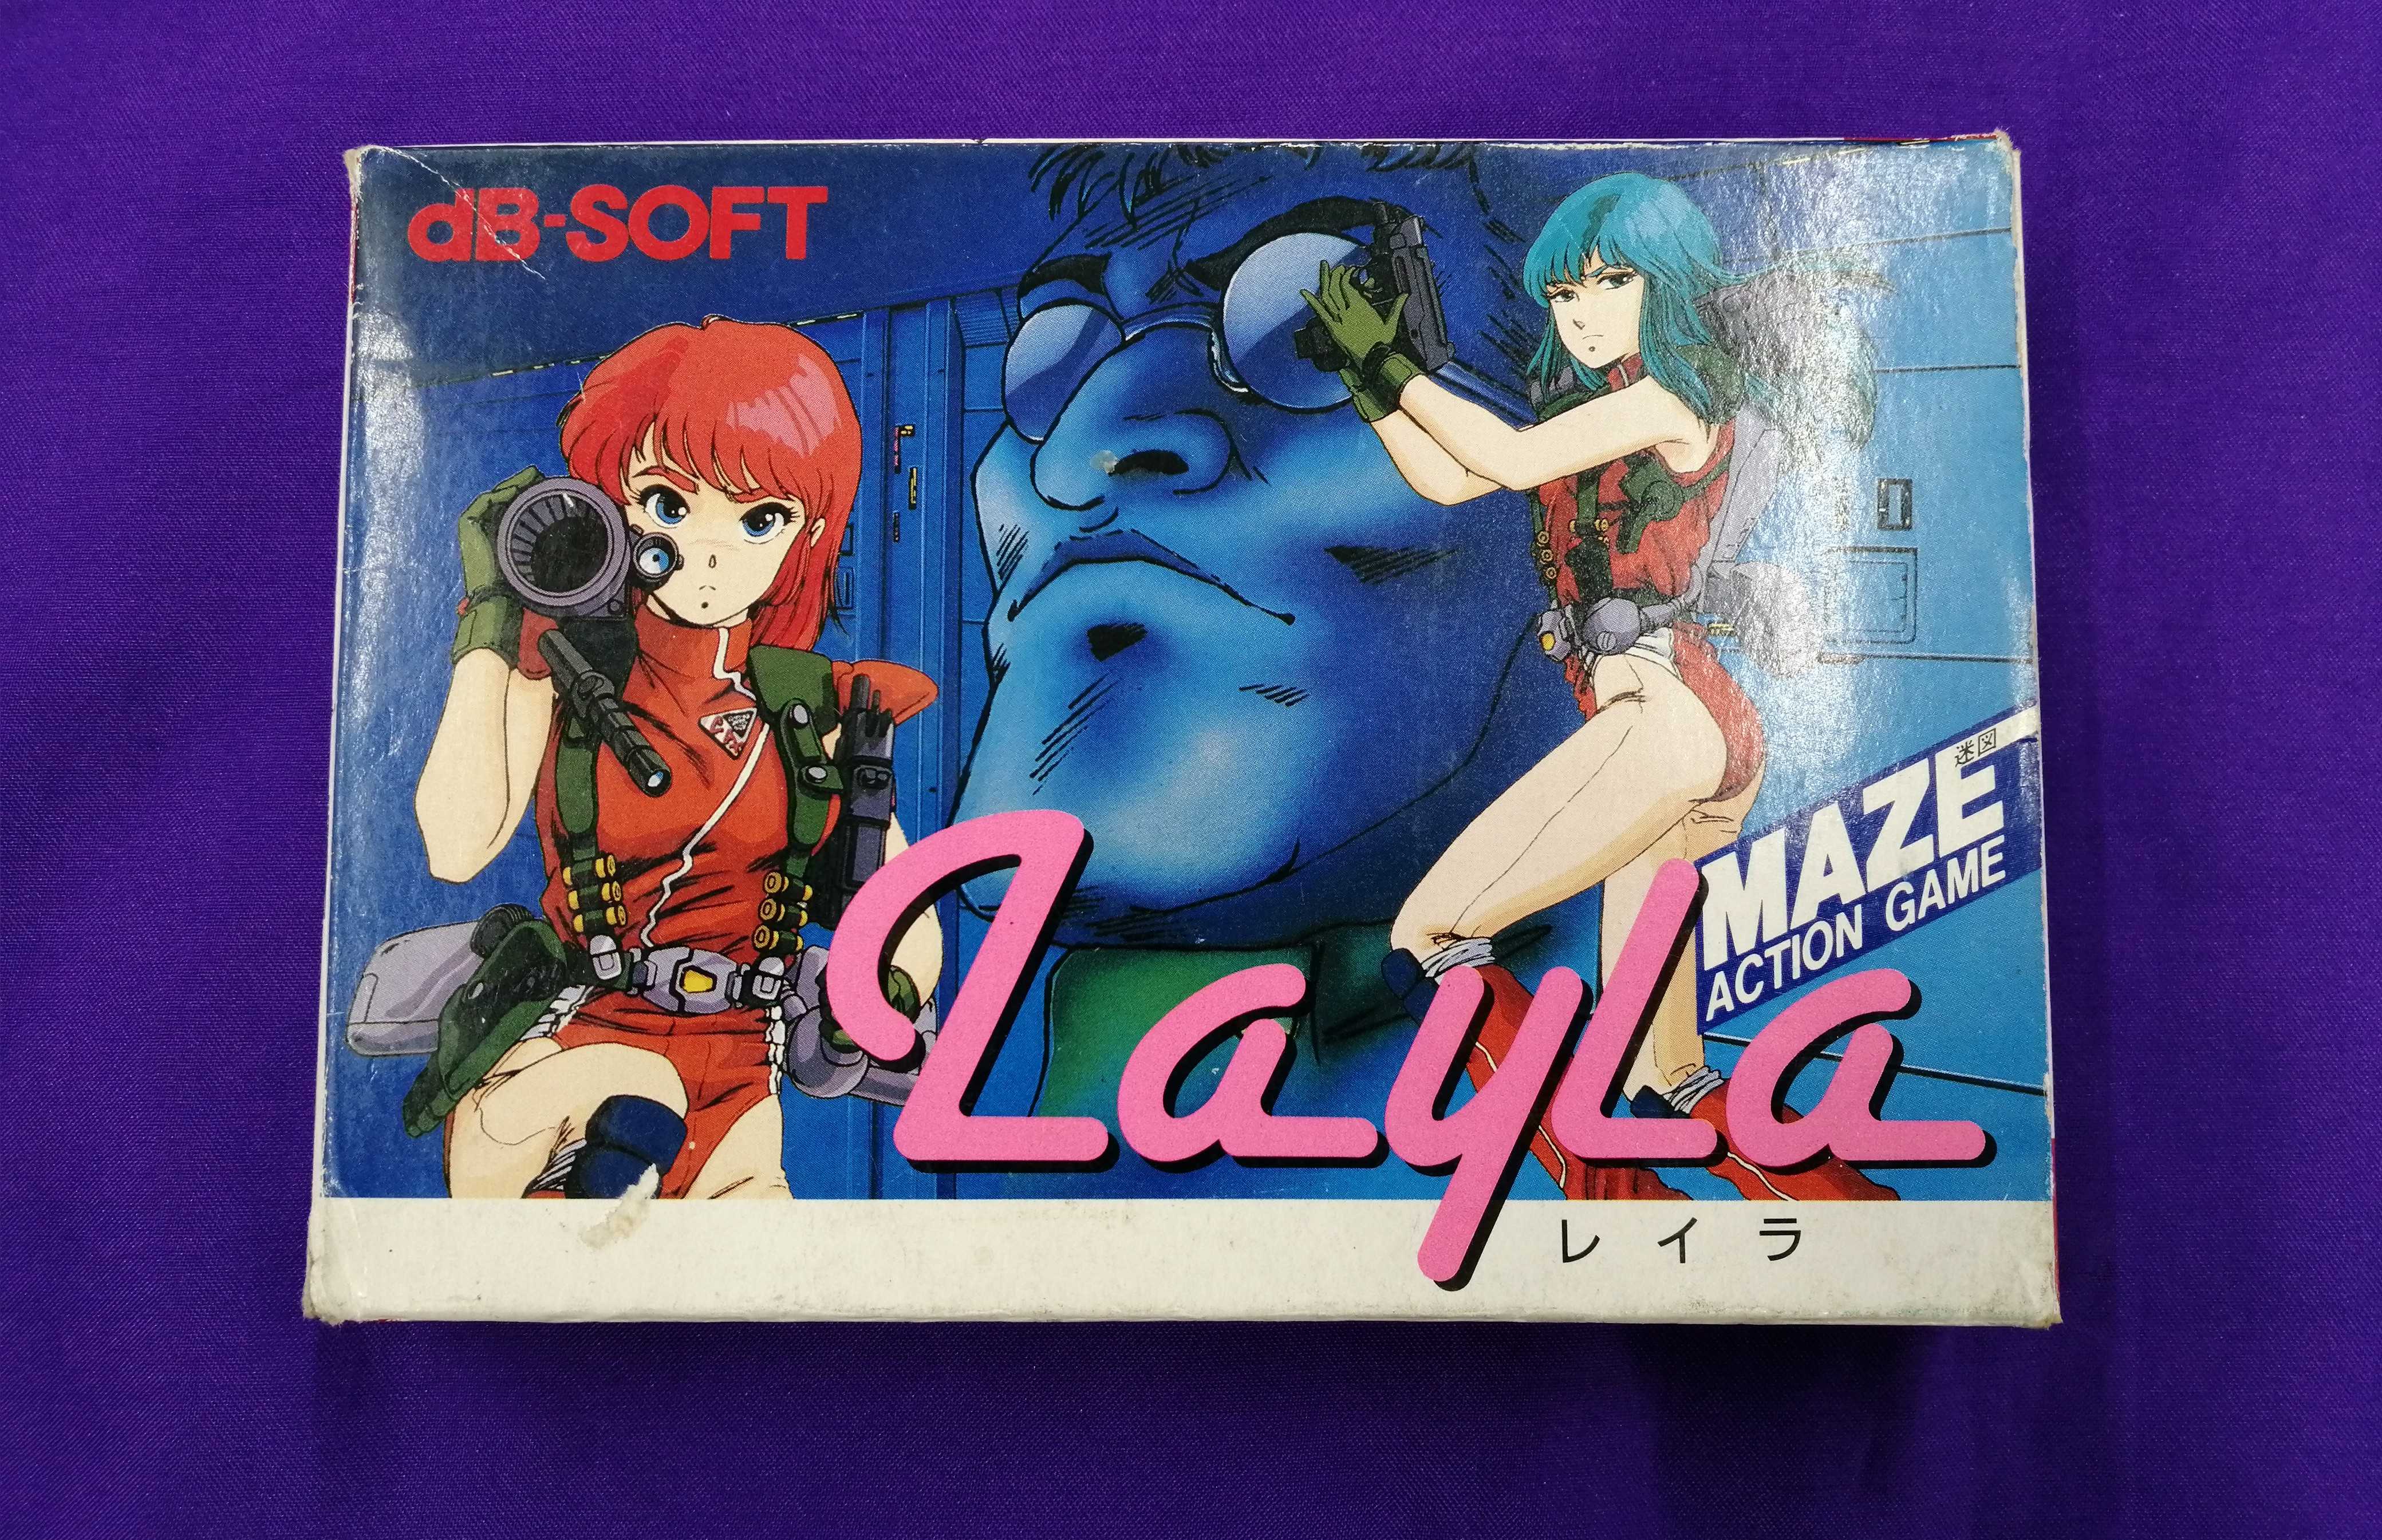 dB-SOFT
迷図
MAZE
ACTION GAME
Layla
レイラ